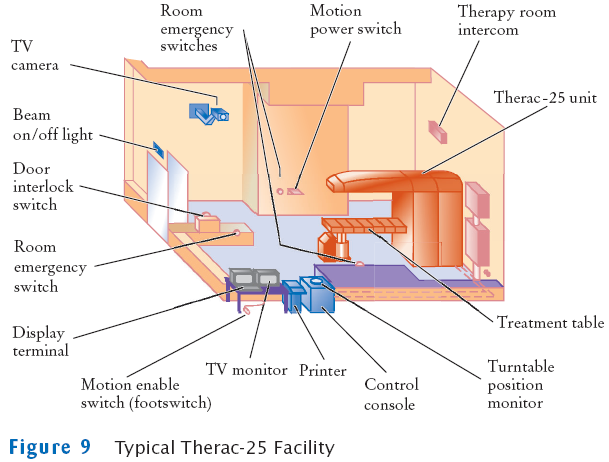 Room
emergency
switches
Motion
power switch
Therapy room
intercom
TV
camera
Therac-25 unit
Beam
on/off light
Door
interlock
switch
Room
emergency
switch
Display
terminal
Treatment table
TV monitor
Printer
Motion enable
switch (footswitch)
Control
console
Turntable
position
monitor
Figure 9 Typical Therac-25 Facility